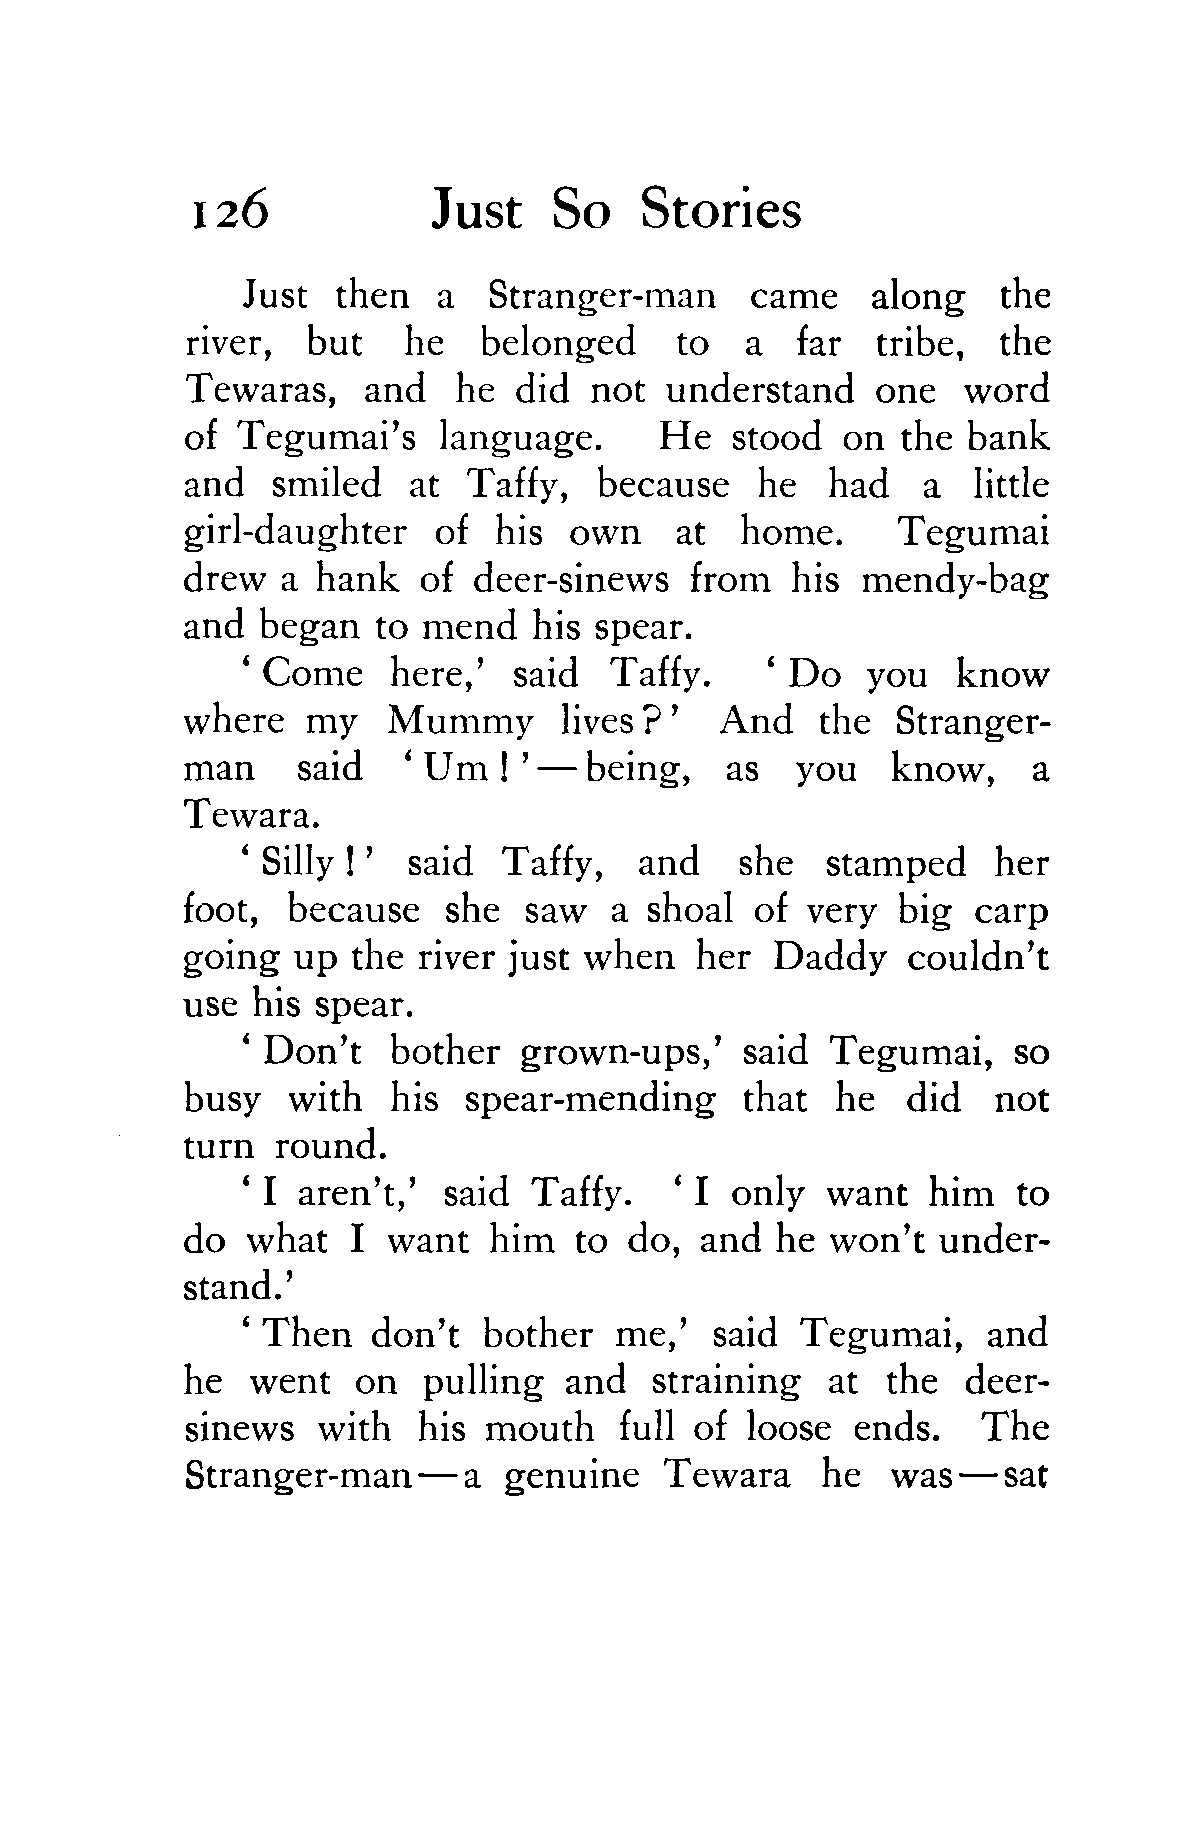 126 Just So Stories
Just then a Stranger-man came along the
river, but he belonged to a far tribe, the
Tewaras, and he did not understand one word
of Tegumai's language. He stood on the bank
and smiled at Taffy, because he had a little
girl-daughter of his own at home. Tegumai
drew a hank of deer-sinews from his mendy-bag
and began to mend his spear.
‘ Come here,’ said Taffy. ‘ Do you know
where my Mummy lives ? ’ And the Stranger-
man said ‘ Um ! ’—being, as you know, a
Tewara.
‘ Silly ! ’ said Taffy, and she stamped her
foot, because she saw a shoal of very big carp
going up the river just when her Daddy couldn't
use his spear.
‘ Don't bother grown-ups,’ said Tegumai, so
busy with his spear-mending that he did not
turn round.
‘ I aren't,’ said Taffy. ‘ I only want him to
do what I want him to do, and he won't under-
stand.’
‘ Then don't bother me,’ said Tegumai, and
he went on pulling and straining at the deer-
sinews with his mouth full of loose ends. The
Stranger-man—a genuine Tewara he was—sat